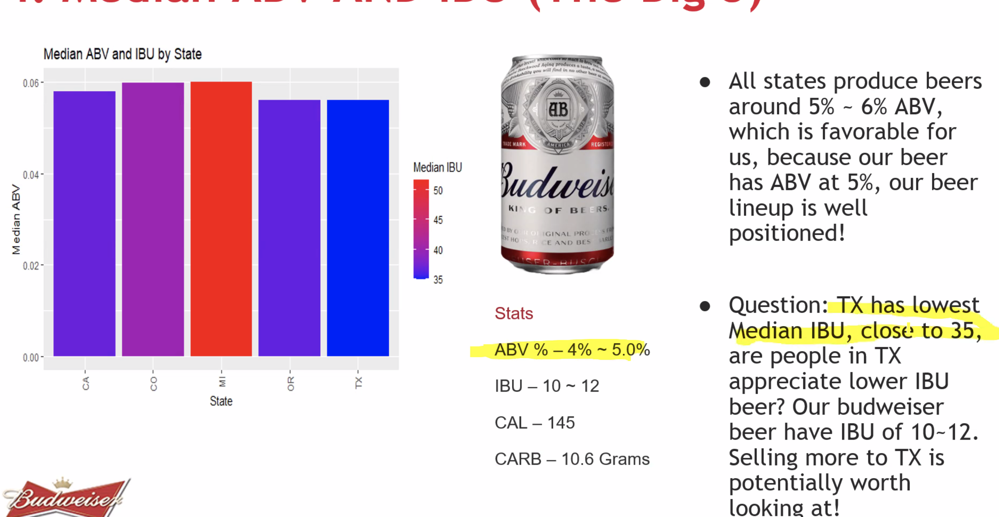 Median ABV AND IBU (The Big 5)
Median ABV and IBU by State
0.06
0.04
0.02
0.00
Median ABV
CA
CO
MI
OR
TX
State
Median IBU
50
45
40
35
AB
TRADE MARK
AMERICA
REGISTE
Budweise
KING OF BEERS.
Stats
ABV % – 4% ~ 5.0%
IBU – 10 ~ 12
CAL – 145
CARB – 10.6 Grams
● All states produce beers
around 5% ~ 6% ABV,
which is favorable for
us, because our beer
has ABV at 5%, our beer
lineup is well
positioned!
● Question: TX has lowest
Median IBU, close to 35,
are people in TX
appreciate lower IBU
beer? Our budweiser
beer have IBU of 10~12.
Selling more to TX is
potentially worth
looking at!
Budweiser